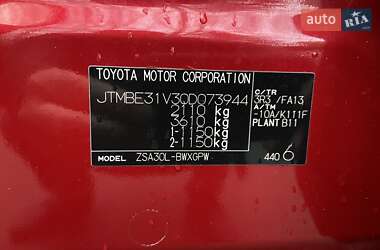 auto RIA.com
TOYOTA MOTOR CORPORATION
JTMBE31V30D073944
2110 kg
3610 kg
1-1150 kg
2-1150 kg
C/TR
3R3 /FA13
A/TM
-10A/K111F
PLANT B11
MODEL ZSA30L-BWXGPW
440 6